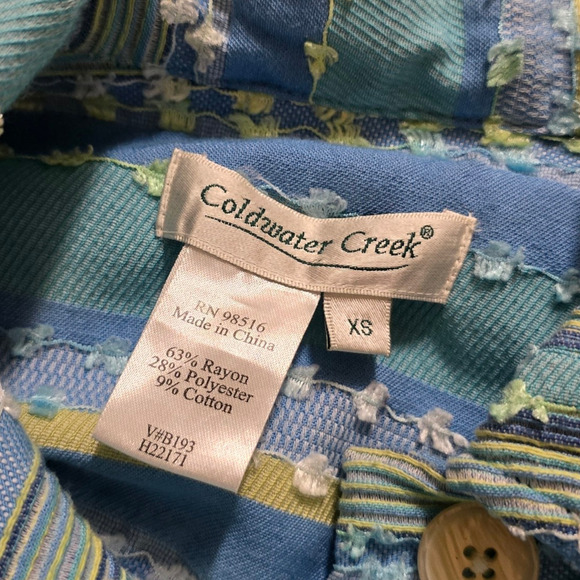 Coldwater Creek®
XS
RN 98516
Made in China
63% Rayon
28% Polyester
9% Cotton
V#B193
H22171